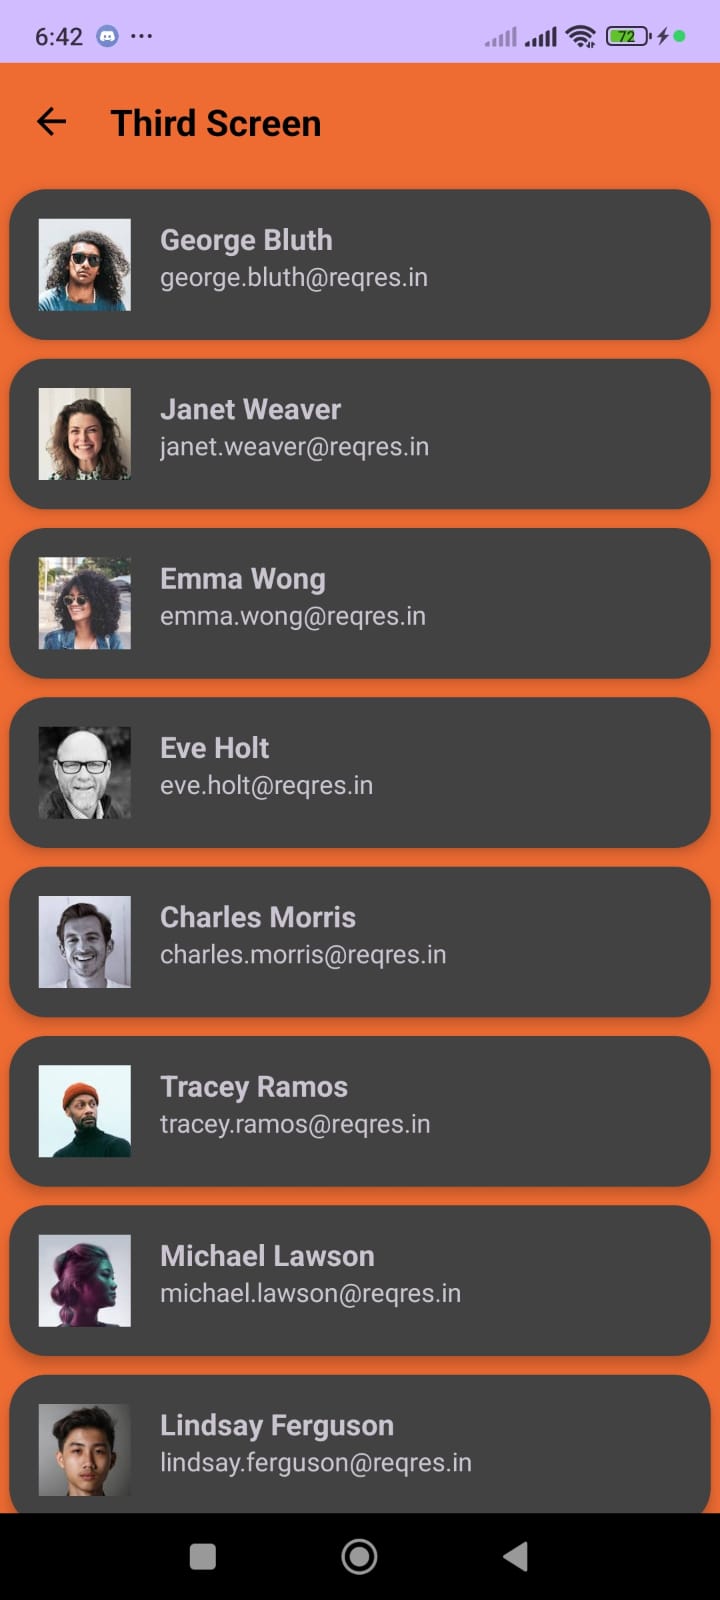 6:42
72
Third Screen
George Bluth
george.bluth@reqres.in
Janet Weaver
janet.weaver@reqres.in
Emma Wong
emma.wong@reqres.in
Eve Holt
eve.holt@reqres.in
Charles Morris
charles.morris@reqres.in
Tracey Ramos
tracey.ramos@reqres.in
Michael Lawson
michael.lawson@reqres.in
Lindsay Ferguson
lindsay.ferguson@reqres.in